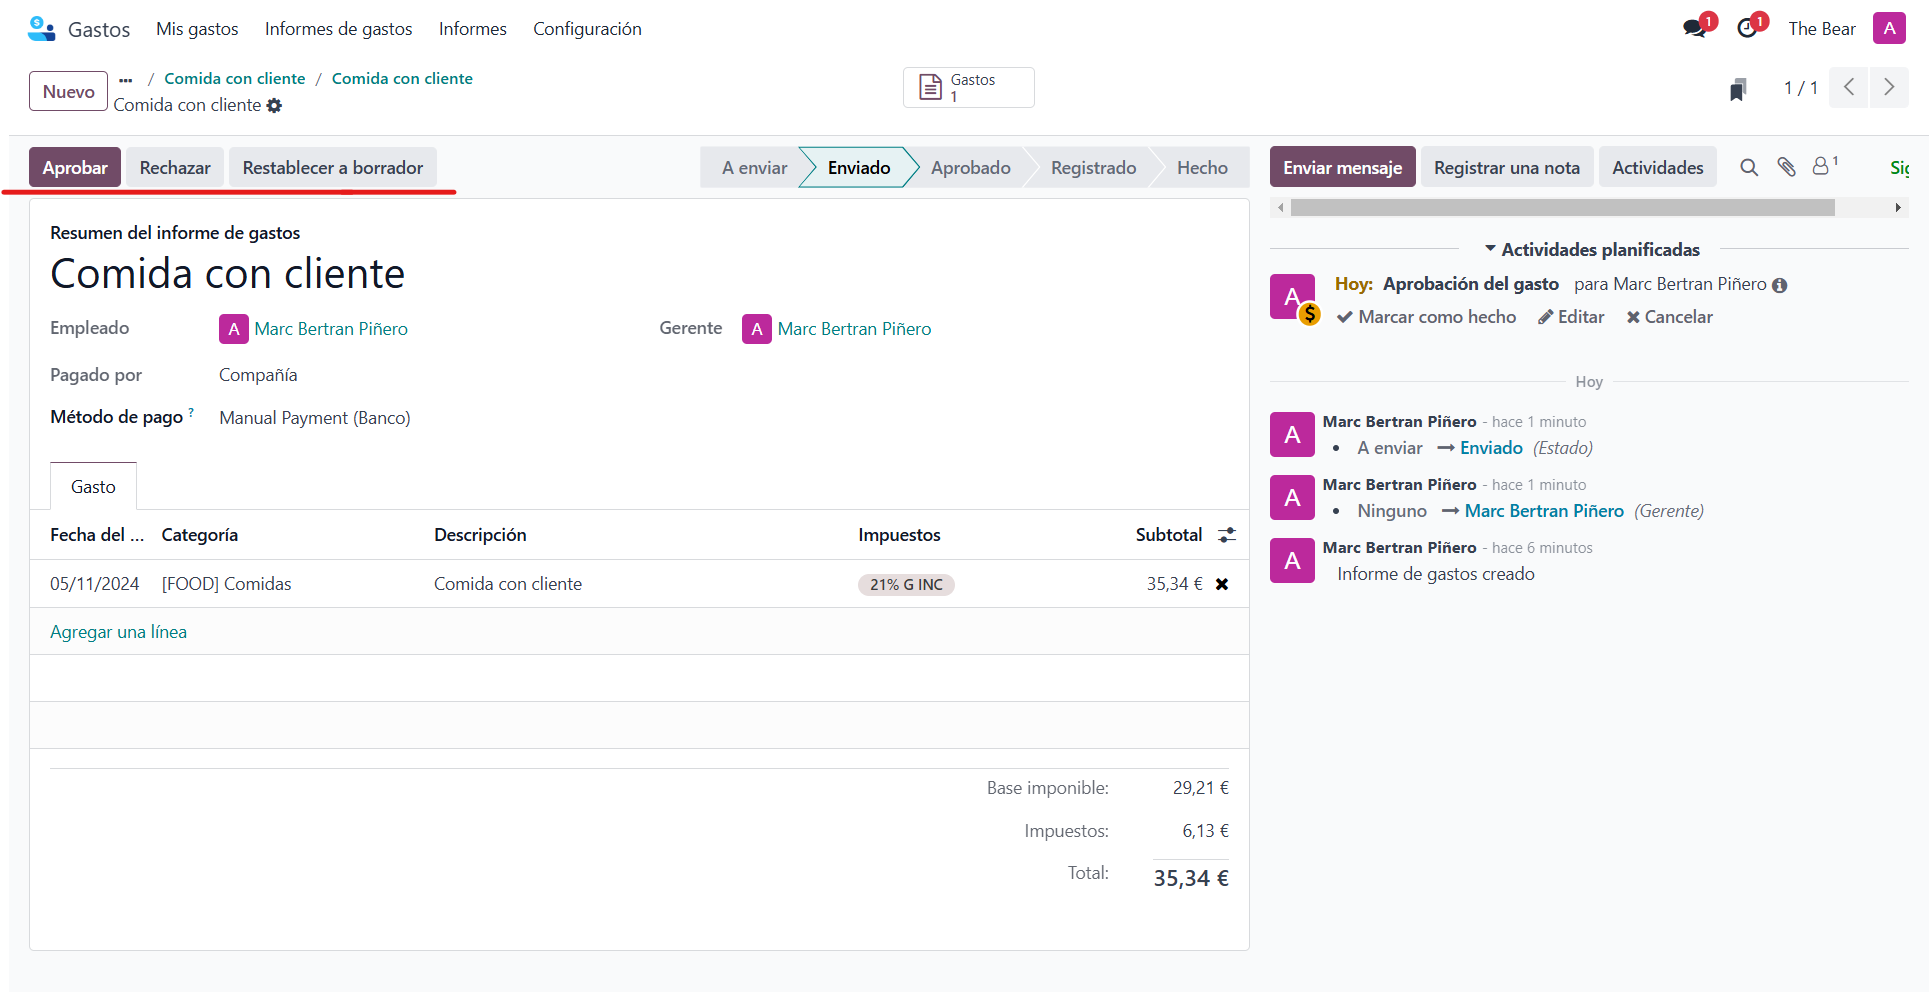 Gastos Mis gastos Informes de gastos Informes Configuración 1 1 The Bear A
Nuevo ... / Comida con cliente / Comida con cliente
Comida con cliente
Gastos
1
1 / 1
Aprobar Rechazar Restablecer a borrador A enviar Enviado Aprobado Registrado Hecho Enviar mensaje Registrar una nota Actividades 1 Sig
Resumen del informe de gastos
Comida con cliente
Empleado A Marc Bertran Piñero Gerente A Marc Bertran Piñero
Pagado por Compañía
Método de pago ? Manual Payment (Banco)
Gasto
Fecha del ... Categoría Descripción Impuestos Subtotal
05/11/2024 [FOOD] Comidas Comida con cliente 21% G INC 35,34 €
Agregar una línea
Base imponible: 29,21 €
Impuestos: 6,13 €
Total: 35,34 €
Actividades planificadas
A $ Hoy: Aprobación del gasto para Marc Bertran Piñero
Marcar como hecho Editar Cancelar
Hoy
A Marc Bertran Piñero - hace 1 minuto
• A enviar → Enviado (Estado)
A Marc Bertran Piñero - hace 1 minuto
• Ninguno → Marc Bertran Piñero (Gerente)
A Marc Bertran Piñero - hace 6 minutos
Informe de gastos creado